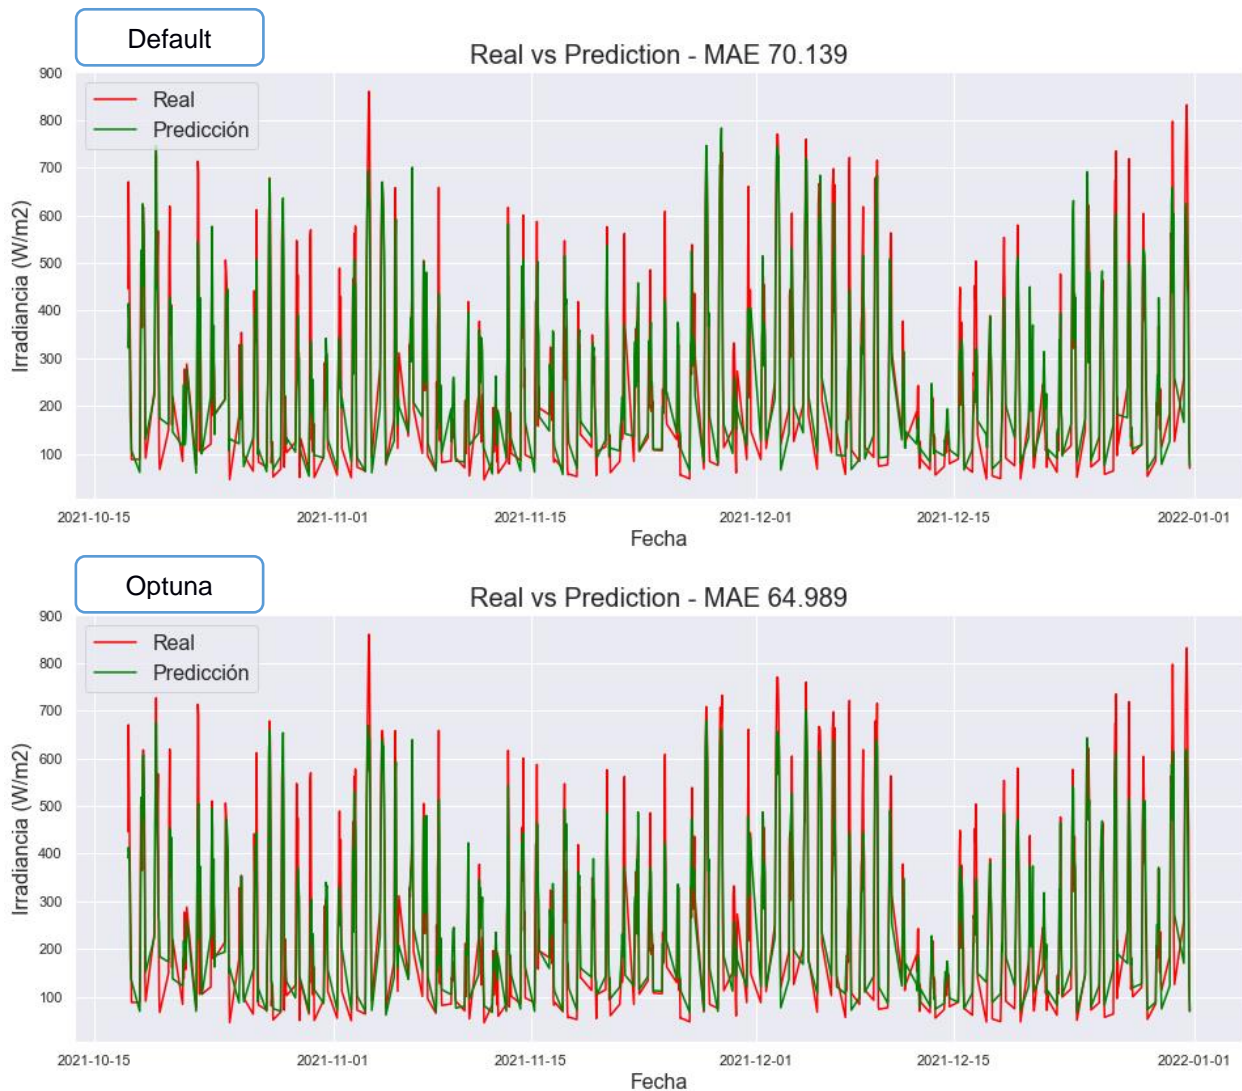 Default
Real vs Prediction - MAE 70.139
900
800
700
600
500
400
300
200
100
Irradiancia (W/m2)
Real
Predicción
2021-10-15 2021-11-01 2021-11-15 2021-12-01 2021-12-15 2022-01-01
Fecha
Optuna
Real vs Prediction - MAE 64.989
900
800
700
600
500
400
300
200
100
Irradiancia (W/m2)
Real
Predicción
2021-10-15 2021-11-01 2021-11-15 2021-12-01 2021-12-15 2022-01-01
Fecha